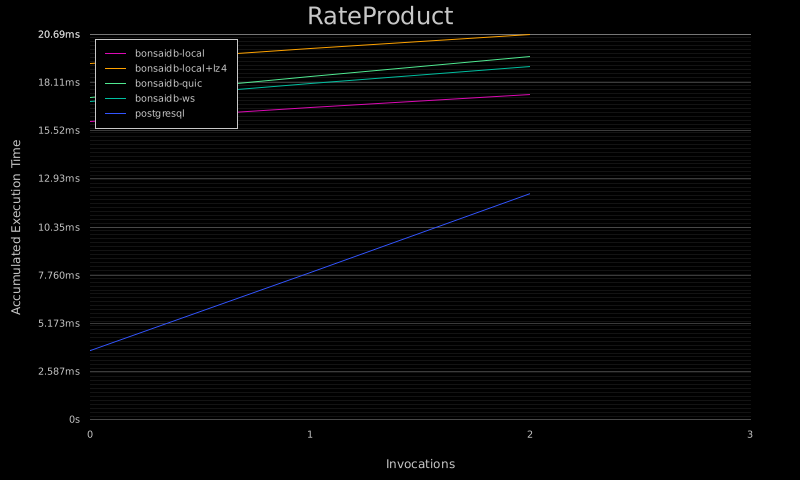 RateProduct
20.69ms
18.11ms
15.52ms
12.93ms
10.35ms
7.760ms
5.173ms
2.587ms
0s
Accumulated Execution Time
bonsaidb-local
bonsaidb-local+lz4
bonsaidb-quic
bonsaidb-ws
postgresql
0 1 2 3
Invocations